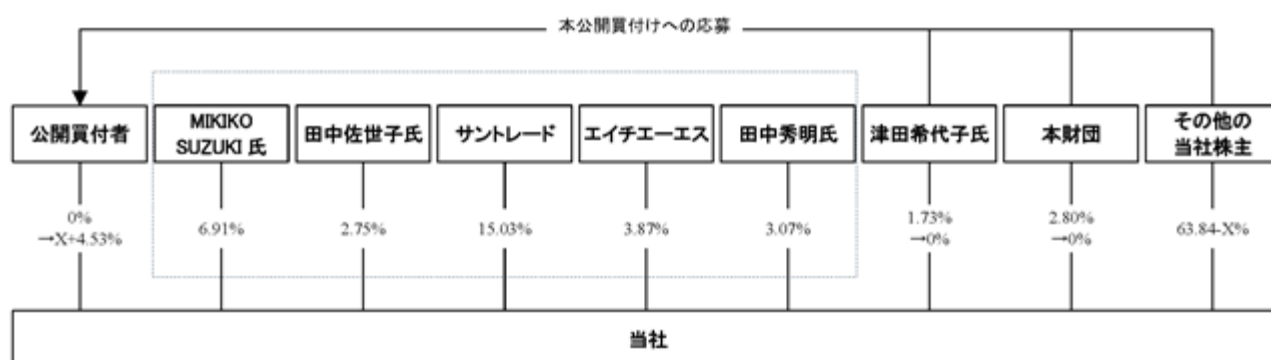 本公開買付けへの応募
公開買付者
MIKIKO
SUZUKI 氏
田中佐世子氏
サントレード
エイチエーエス
田中秀明氏
津田希代子氏
本財団
その他の
当社株主
0%
→X+4.53%
6.91%
2.75%
15.03%
3.87%
3.07%
1.73%
→0%
2.80%
→0%
63.84-X%
当社